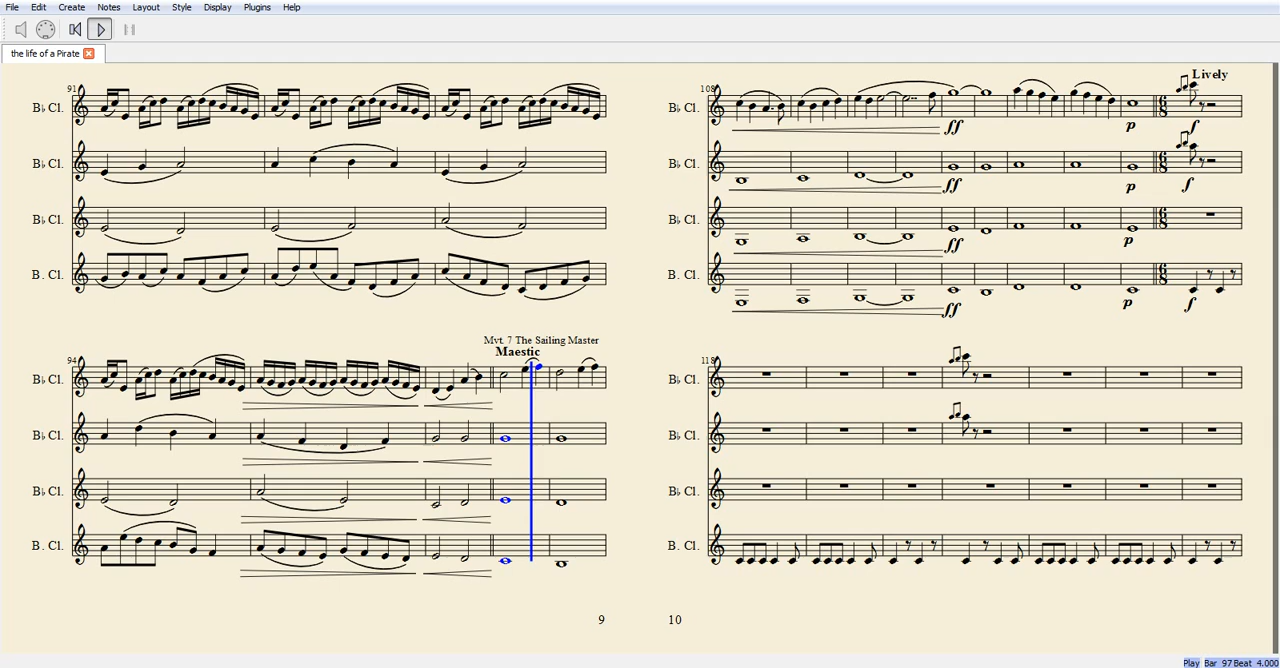 File Edit Create Notes Layout Style Display Plugins Help
the life of a Pirate
91
B♭ Cl.
B♭ Cl.
B♭ Cl.
B. Cl.
94
Mvt. 7 The Sailing Master
Maestic
B♭ Cl.
B♭ Cl.
B♭ Cl.
B. Cl.
9
108
Lively
B♭ Cl.
ff p f
B♭ Cl.
ff p f
B♭ Cl.
ff p
B. Cl.
ff p f
118
B♭ Cl.
B♭ Cl.
B♭ Cl.
B. Cl.
10
Play Bar 97 Beat 4.000